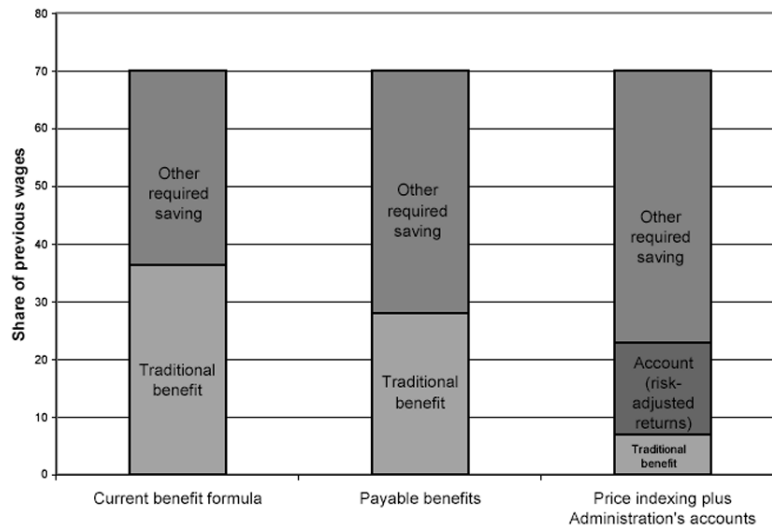 80
70
60
50
40
30
20
10
0
Share of previous wages
Other
required
saving
Traditional
benefit
Other
required
saving
Traditional
benefit
Other
required
saving
Account
(risk-
adjusted
returns)
Traditional
benefit
Current benefit formula
Payable benefits
Price indexing plus
Administration's accounts